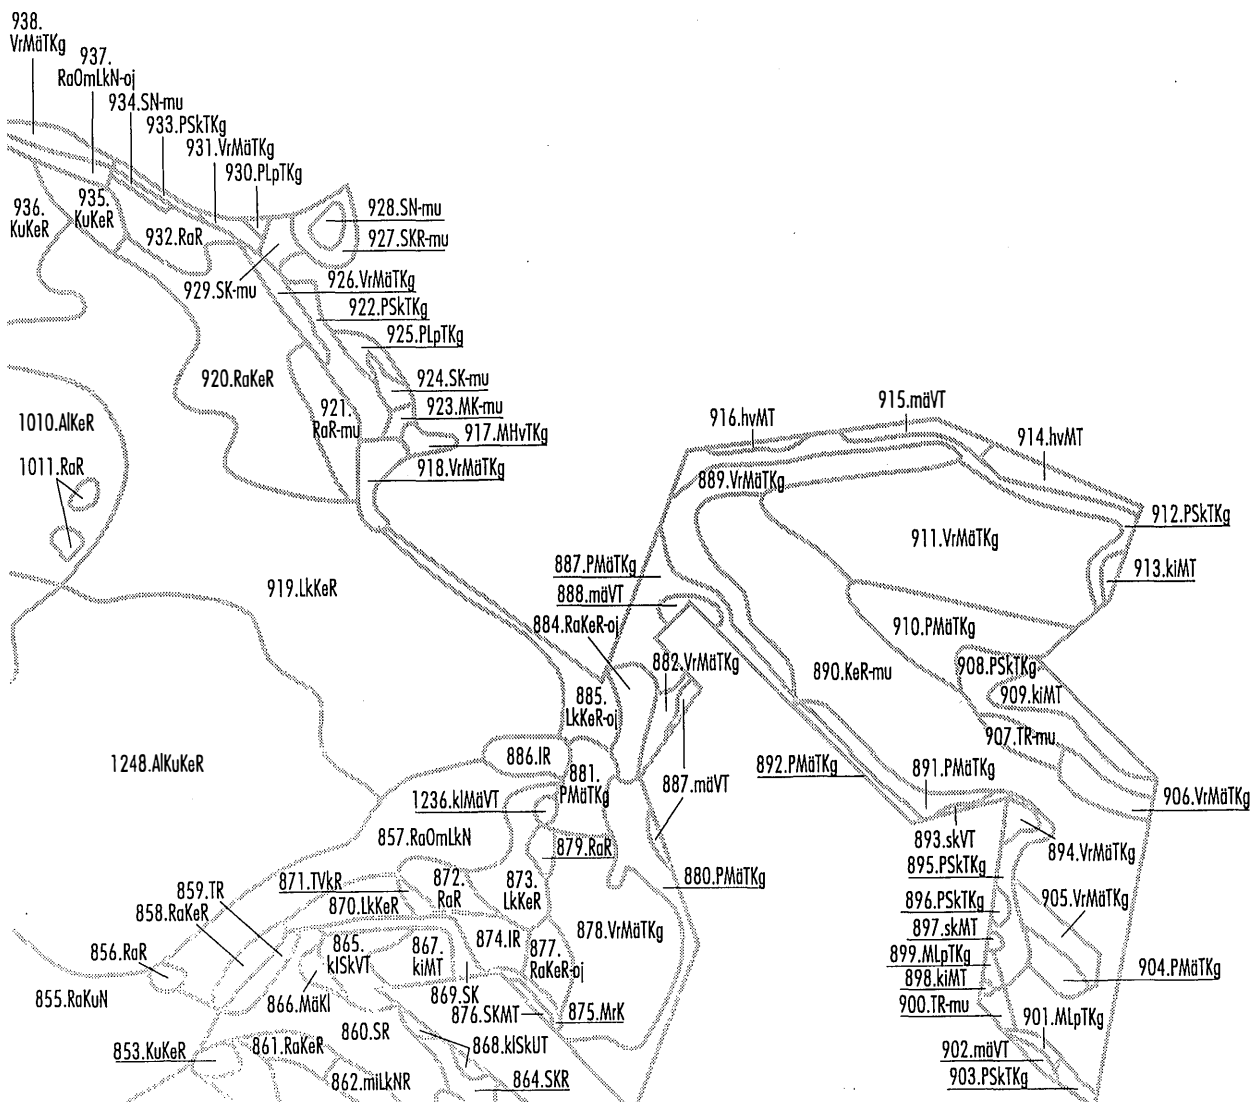 938.
VrMäTKg
937.
RaOmLkN-oj
934.SN-mu
933.PSkTKg
931.VrMäTKg
930.PLpTKg
936.
KuKeR
935.
KuKeR
932.RaR
928.SN-mu
927.SKR-mu
929.SK-mu
926.VrMäTKg
922.PSkTKg
925.PLpTKg
920.RaKeR
924.SK-mu
921.
RaR-mu
923.MK-mu
917.MHvTKg
918.VrMäTKg
1010.AlKeR
1011.RaR
916.hvMT
915.mäVT
914.hvMT
889.VrMäTKg
912.PSkTKg
911.VrMäTKg
913.kiMT
919.LkKeR
887.PMäTKg
888.mäVT
884.RaKeR-oj
910.PMäTKg
882.VrMäTKg
908.PSkTKg
890.KeR-mu
909.kiMT
885.
LkKeR-oj
907.TR-mu
886.IR
881.
PMäTKg
1248.AlKuKeR
892.PMäTKg
891.PMäTKg
887.mäVT
906.VrMäTKg
1236.klMäVT
857.RaOmLkN
879.RaR
893.skVT
894.VrMäTKg
895.PSkTKg
880.PMäTKg
871.TVkR
872.
RaR
873.
LkKeR
859.TR
858.RaKeR
870.LkKeR
896.PSkTKg
905.VrMäTKg
897.skMT
874.IR
878.VrMäTKg
877.
RaKeR-oj
865.
klSkVT
867.
kiMT
856.RaR
899.MLpTKg
904.PMäTKg
898.kiMT
855.RaKuN
866.MäKl
869.SK
900.TR-mu
876.SKMT
875.MrK
901.MLpTKg
860.SR
868.klSkUT
853.KuKeR
861.RaKeR
902.mäVT
862.miLkNR
864.SKR
903.PSkTKg